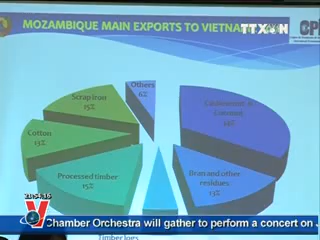 MOZAMBIQUE MAIN EXPORTS TO VIETNAM
TTXVN
Others
6%
Scrap iron
15%
Cotton
13%
Processed timber
15%
Bran and other
residues
13%
Timber logs
V
Chamber Orchestra will gather to perform a concert on